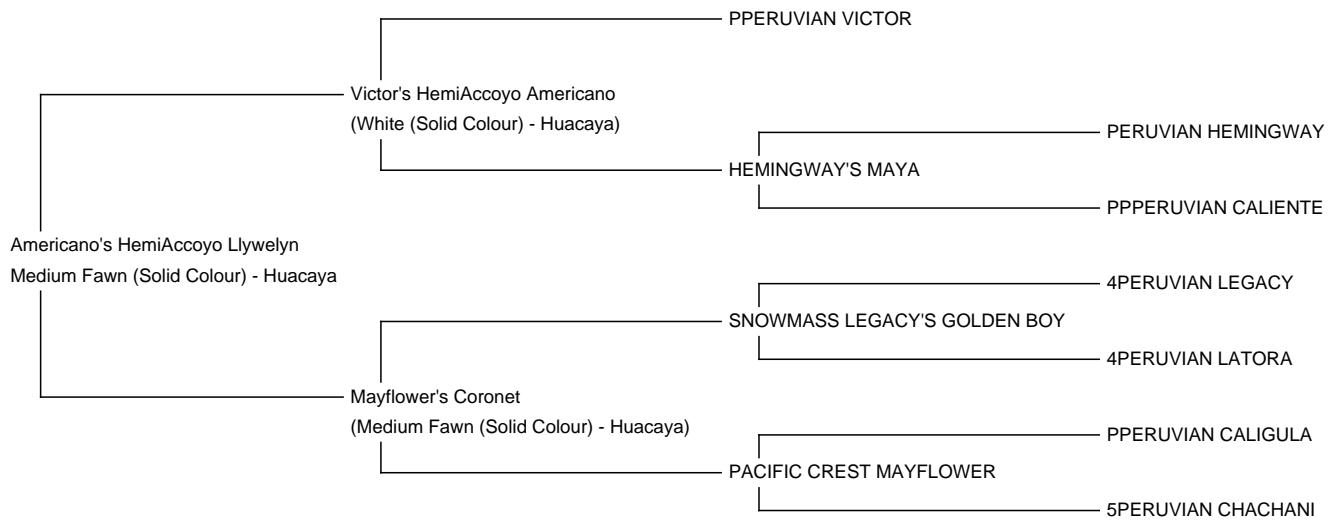 PPERUVIAN VICTOR
Victor's HemiAccoyo Americano
(White (Solid Colour) - Huacaya)
PERUVIAN HEMINGWAY
HEMINGWAY'S MAYA
PPPERUVIAN CALIENTE
Americano's HemiAccoyo Llywelyn
Medium Fawn (Solid Colour) - Huacaya
4PERUVIAN LEGACY
SNOWMASS LEGACY'S GOLDEN BOY
4PERUVIAN LATORA
Mayflower's Coronet
(Medium Fawn (Solid Colour) - Huacaya)
PPERUVIAN CALIGULA
PACIFIC CREST MAYFLOWER
5PERUVIAN CHACHANI